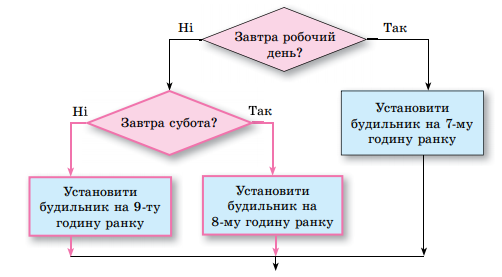 Ні
Так
Завтра робочий
день?
Установити
будильник на 7-му
годину ранку
Ні
Так
Завтра субота?
Установити
будильник на 9-ту
годину ранку
Установити
будильник на
8-му годину ранку